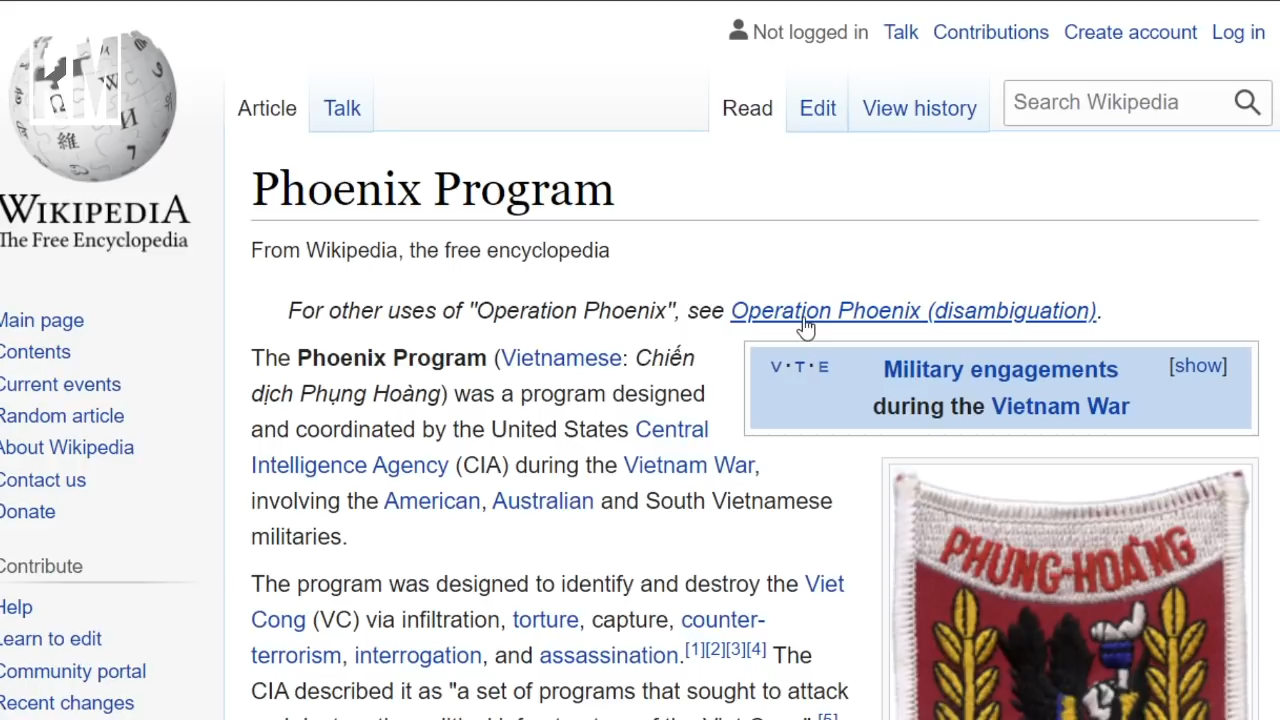 Not logged in Talk Contributions Create account Log in
Article Talk Read Edit View history Search Wikipedia
WIKIPEDIA
The Free Encyclopedia
Main page
Contents
Current events
Random article
About Wikipedia
Contact us
Donate
Contribute
Help
Learn to edit
Community portal
Recent changes
Phoenix Program
From Wikipedia, the free encyclopedia
For other uses of "Operation Phoenix", see Operation Phoenix (disambiguation).
V·T·E Military engagements [show]
during the Vietnam War
The Phoenix Program (Vietnamese: Chiến
dịch Phụng Hoàng) was a program designed
and coordinated by the United States Central
Intelligence Agency (CIA) during the Vietnam War,
involving the American, Australian and South Vietnamese
militaries.
The program was designed to identify and destroy the Viet
Cong (VC) via infiltration, torture, capture, counter-
terrorism, interrogation, and assassination.[1][2][3][4] The
CIA described it as "a set of programs that sought to attack
PHUNG-HOÀNG